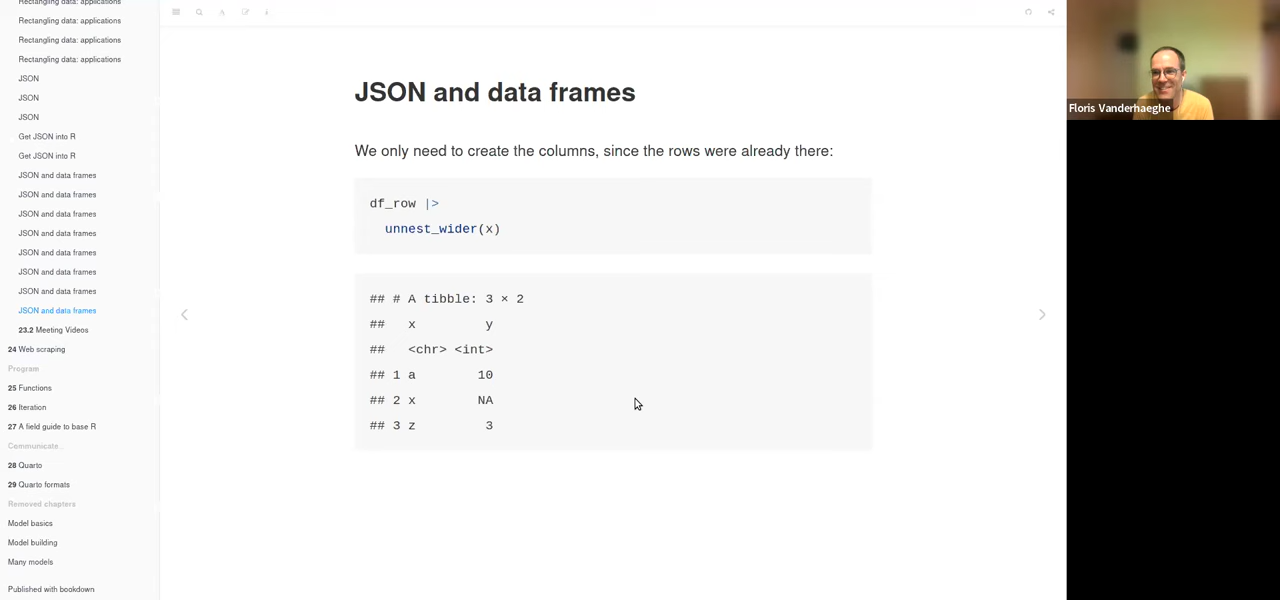 Rectangling data: applications
Rectangling data: applications
Rectangling data: applications
Rectangling data: applications
JSON
JSON
JSON
Get JSON into R
Get JSON into R
JSON and data frames
JSON and data frames
JSON and data frames
JSON and data frames
JSON and data frames
JSON and data frames
JSON and data frames
JSON and data frames
23.2 Meeting Videos
24 Web scraping
Program
25 Functions
26 Iteration
27 A field guide to base R
Communicate
28 Quarto
29 Quarto formats
Removed chapters
Model basics
Model building
Many models
Published with bookdown
JSON and data frames
We only need to create the columns, since the rows were already there:
df_row |>
  unnest_wider(x)
## # A tibble: 3 × 2
##   x         y
##   <chr> <int>
## 1 a        10
## 2 x        NA
## 3 z         3
Floris Vanderhaeghe